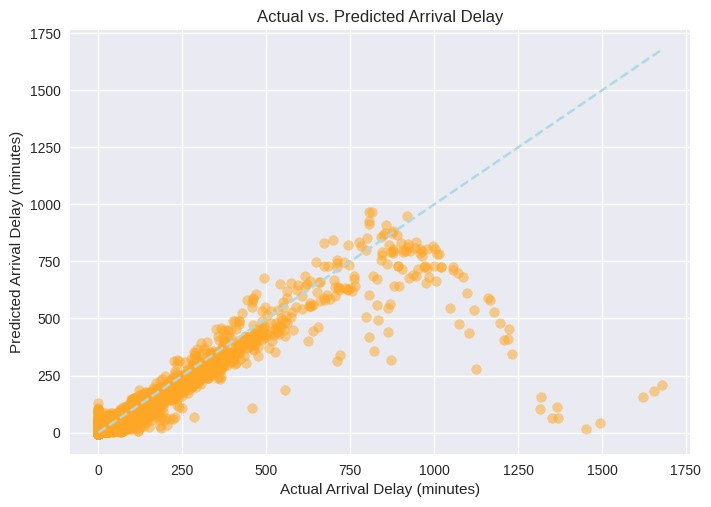 Actual vs. Predicted Arrival Delay
1750
1500
1250
1000
750
500
250
0
Predicted Arrival Delay (minutes)
0 250 500 750 1000 1250 1500 1750
Actual Arrival Delay (minutes)